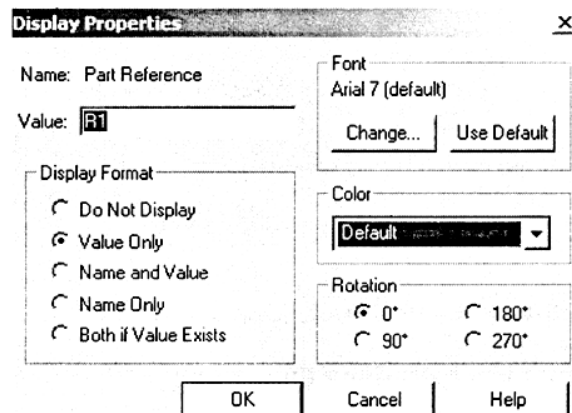 Display Properties
Name: Part Reference
Value: R1
Display Format
Do Not Display
Value Only
Name and Value
Name Only
Both if Value Exists
Font
Arial 7 (default)
Change... Use Default
Color
Default
Rotation
0° 180°
90° 270°
OK Cancel Help